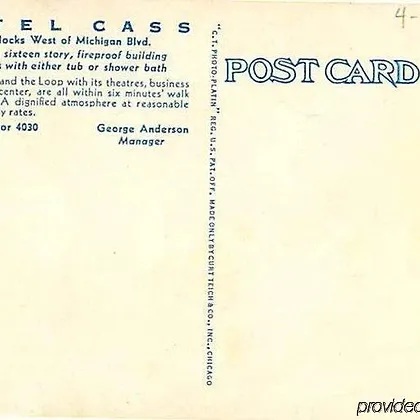 TEL CASS
locks West of Michigan Blvd.
sixteen story, fireproof building
with either tub or shower bath
and the Loop with its theatres, business
center, are all within six minutes' walk
A dignified atmosphere at reasonable
y rates.
or 4030 George Anderson
Manager
"C.T. PHOTO-PLATIN" REG. U.S. PAT. OFF. MADE ONLY BY CURT TEICH & CO., INC., CHICAGO
4-
POST CARD
provided